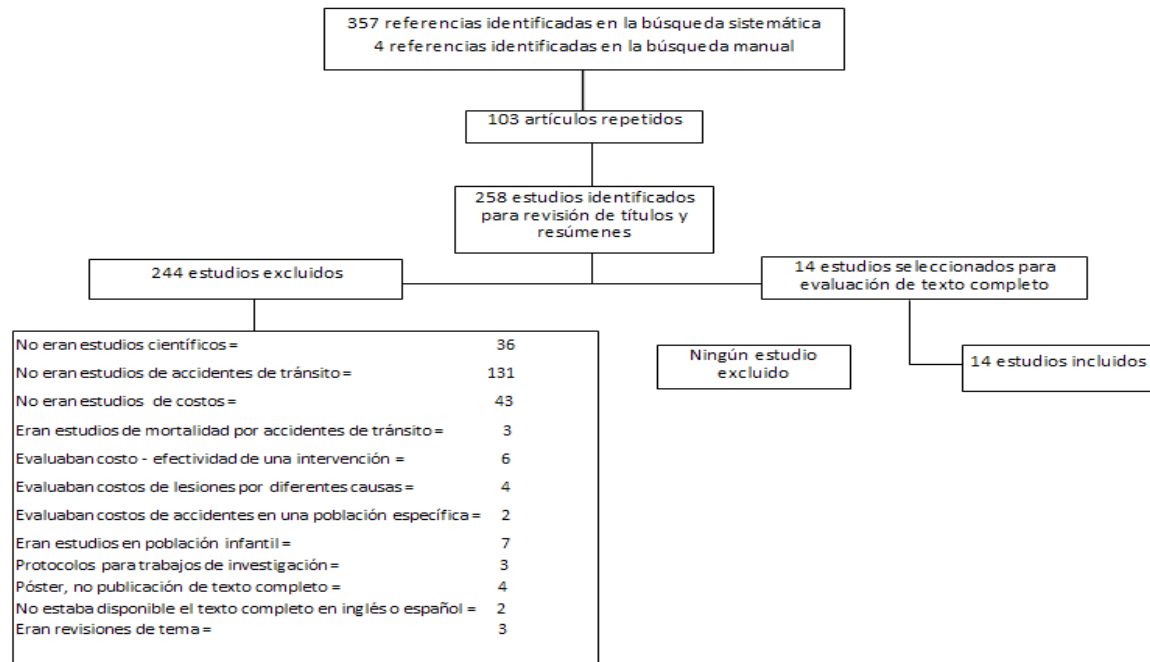 357 referencias identificadas en la búsqueda sistemática
4 referencias identificadas en la búsqueda manual
103 artículos repetidos
258 estudios identificados
para revisión de títulos y
resúmenes
244 estudios excluidos
14 estudios seleccionados para
evaluación de texto completo
No eran estudios científicos = 36
No eran estudios de accidentes de tránsito = 131
No eran estudios de costos = 43
Eran estudios de mortalidad por accidentes de tránsito = 3
Evaluaban costo - efectividad de una intervención = 6
Evaluaban costos de lesiones por diferentes causas = 4
Evaluaban costos de accidentes en una población específica = 2
Eran estudios en población infantil = 7
Protocolos para trabajos de investigación = 3
Póster, no publicación de texto completo = 4
No estaba disponible el texto completo en inglés o español = 2
Eran revisiones de tema = 3
Ningún estudio
excluido
14 estudios incluidos